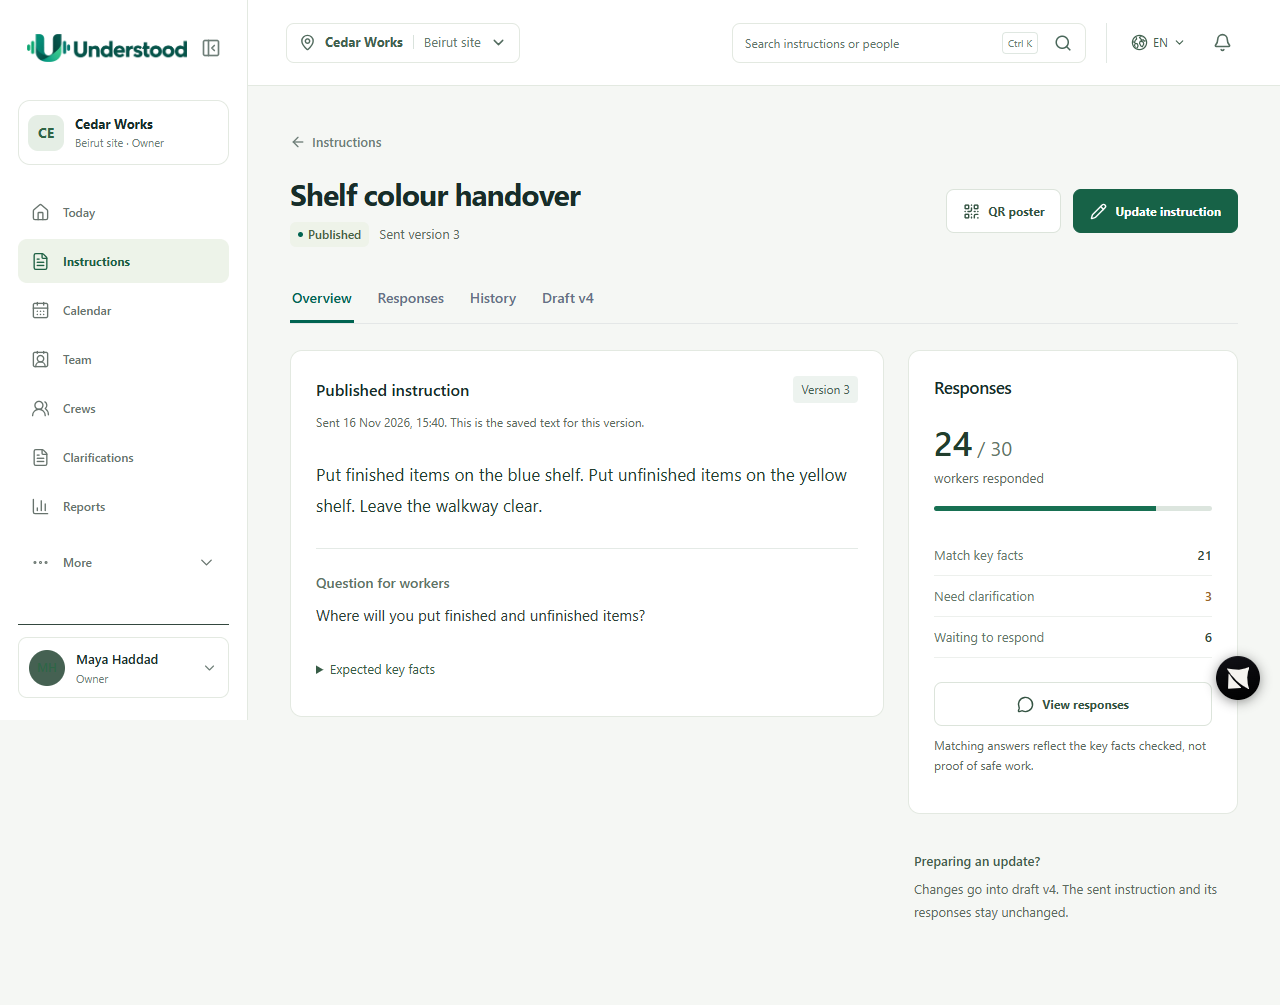 Understood
Cedar Works
Beirut site
Search instructions or people
Ctrl K
EN
CE
Cedar Works
Beirut site · Owner
Today
Instructions
Calendar
Team
Crews
Clarifications
Reports
More
Maya Haddad
Owner
Instructions
Shelf colour handover
Published
Sent version 3
QR poster
Update instruction
Overview
Responses
History
Draft v4
Published instruction
Version 3
Sent 16 Nov 2026, 15:40. This is the saved text for this version.
Put finished items on the blue shelf. Put unfinished items on the yellow
shelf. Leave the walkway clear.
Question for workers
Where will you put finished and unfinished items?
Expected key facts
Responses
24 / 30
workers responded
Match key facts 21
Need clarification 3
Waiting to respond 6
View responses
Matching answers reflect the key facts checked, not
proof of safe work.
Preparing an update?
Changes go into draft v4. The sent instruction and its
responses stay unchanged.